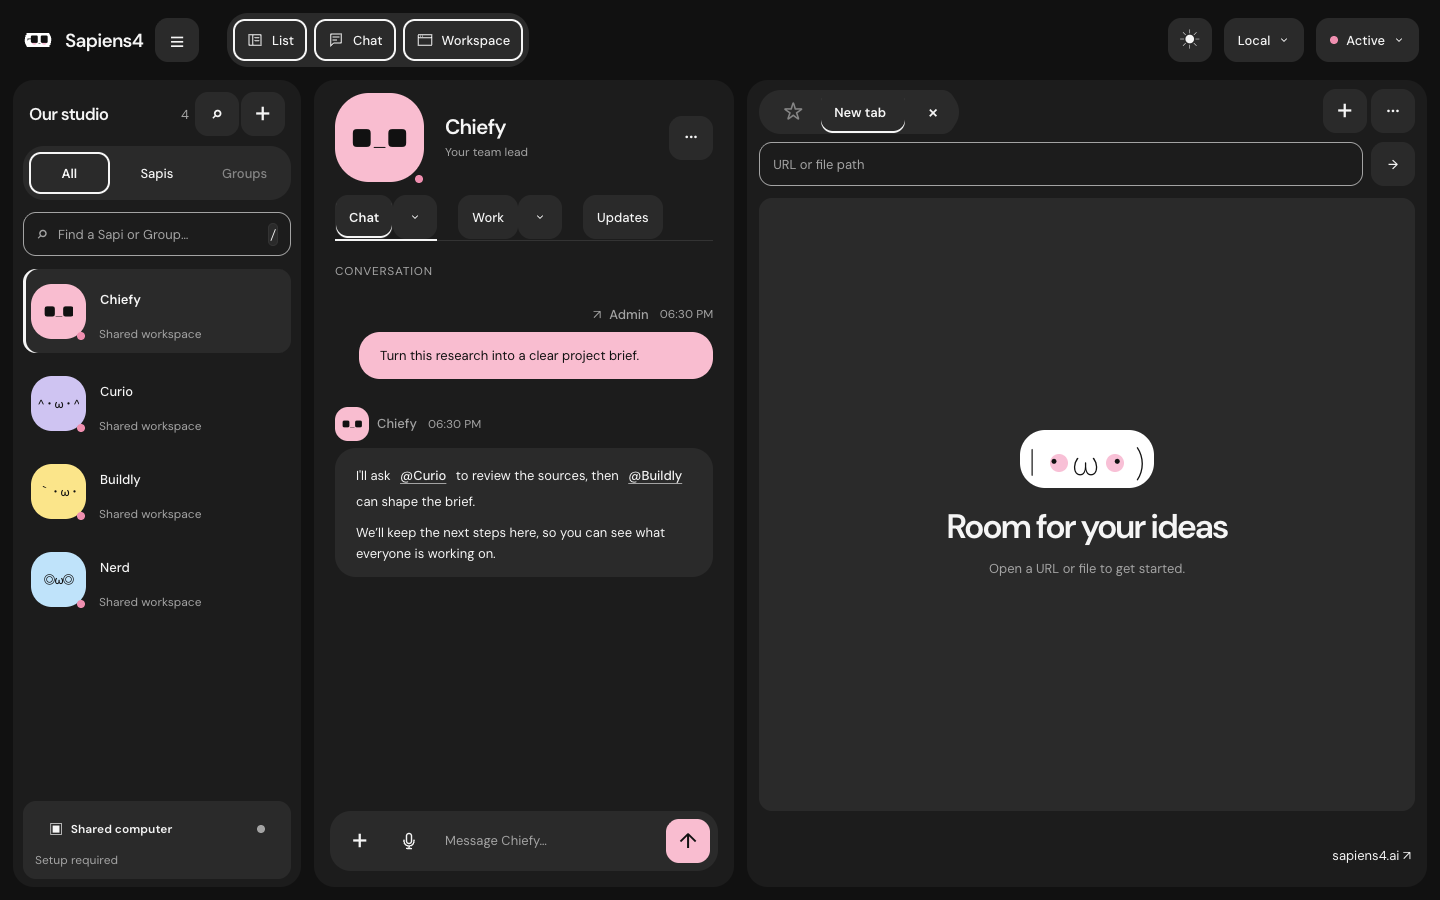 Sapiens4
List
Chat
Workspace
Local
Active
Our studio
4
All
Sapis
Groups
Find a Sapi or Group...
/
Chiefy
Shared workspace
^・ω・^
Curio
Shared workspace
Buildly
Shared workspace
◎ω◎
Nerd
Shared workspace
Shared computer
Setup required
Chiefy
Your team lead
Chat
Work
Updates
CONVERSATION
Admin 06:30 PM
Turn this research into a clear project brief.
Chiefy 06:30 PM
I'll ask @Curio to review the sources, then @Buildly
can shape the brief.
We'll keep the next steps here, so you can see what
everyone is working on.
Message Chiefy...
New tab
URL or file path
Room for your ideas
Open a URL or file to get started.
sapiens4.ai